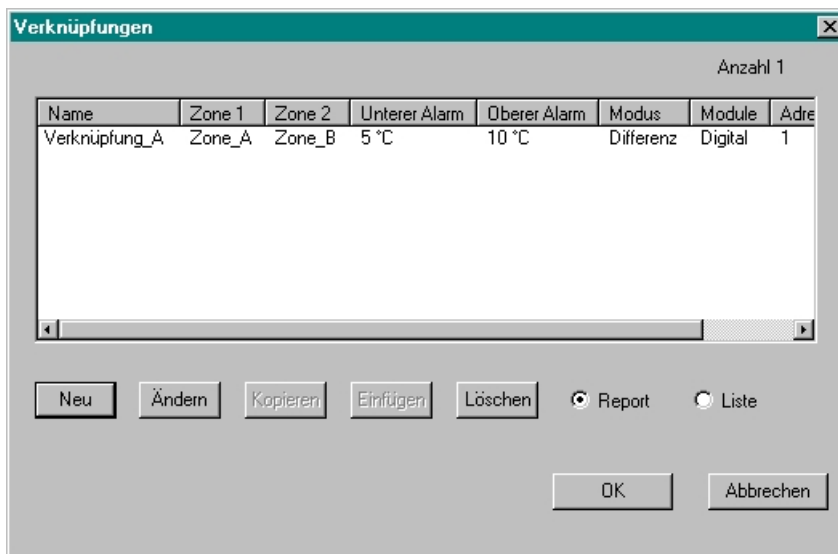 Verknüpfungen
Anzahl 1
Name Zone 1 Zone 2 Unterer Alarm Oberer Alarm Modus Module Adre
Verknüpfung_A Zone_A Zone_B 5 °C 10 °C Differenz Digital 1
Neu Ändern Kopieren Einfügen Löschen Report Liste
OK Abbrechen